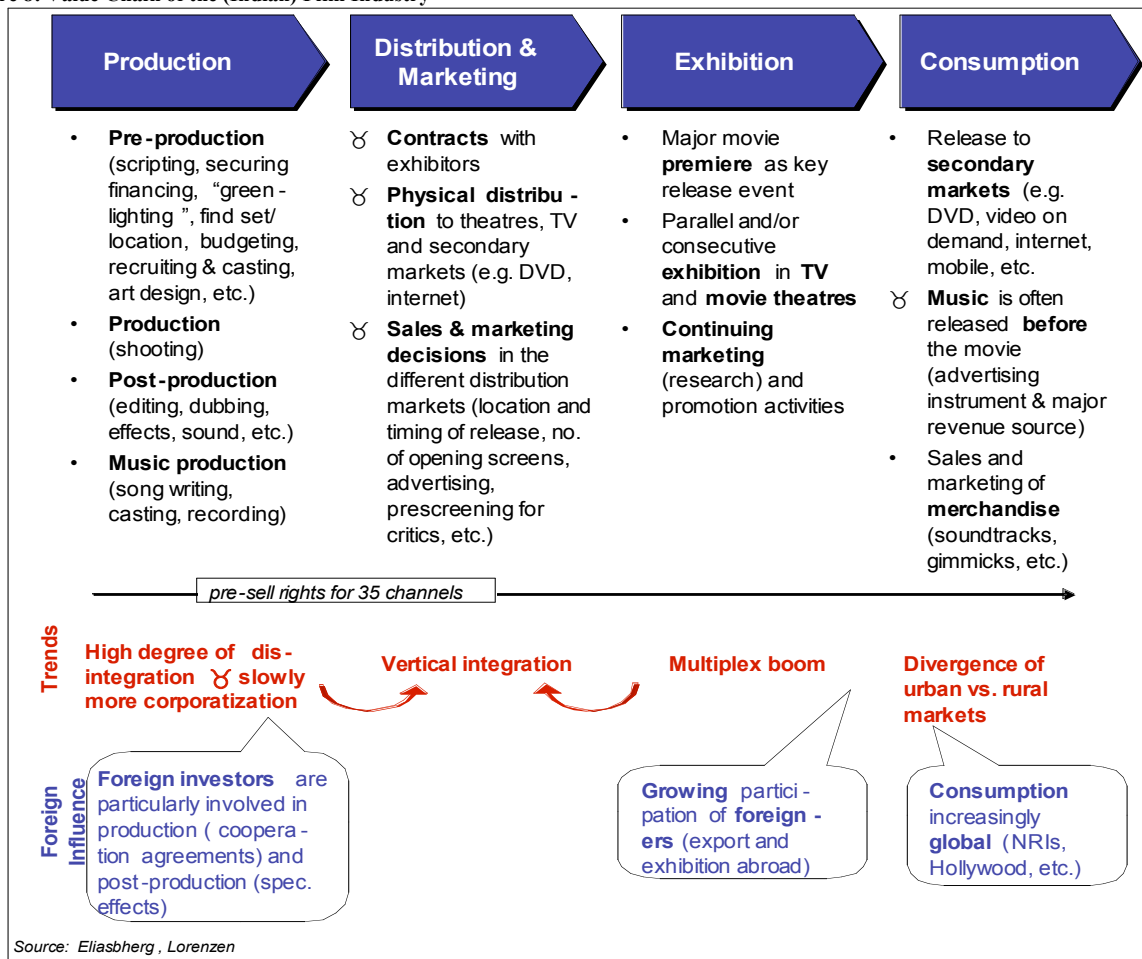 Production
Distribution &
Marketing
Exhibition
Consumption
• Pre-production
(scripting, securing
financing, “green -
lighting ”, find set/
location, budgeting,
recruiting & casting,
art design, etc.)
• Production
(shooting)
• Post-production
(editing, dubbing,
effects, sound, etc.)
• Music production
(song writing,
casting, recording)
♉ Contracts with
exhibitors
♉ Physical distribu -
tion to theatres, TV
and secondary
markets (e.g. DVD,
internet)
♉ Sales & marketing
decisions in the
different distribution
markets (location and
timing of release, no.
of opening screens,
advertising,
prescreening for
critics, etc.)
• Major movie
premiere as key
release event
• Parallel and/or
consecutive
exhibition in TV
and movie theatres
• Continuing
marketing
(research) and
promotion activities
• Release to
secondary
markets (e.g.
DVD, video on
demand, internet,
mobile, etc.
♉ Music is often
released before
the movie
(advertising
instrument & major
revenue source)
• Sales and
marketing of
merchandise
(soundtracks,
gimmicks, etc.)
pre-sell rights for 35 channels
Trends
High degree of dis-
integration ♉ slowly
more corporatization
Vertical integration
Multiplex boom
Divergence of
urban vs. rural
markets
Foreign
Influence
Foreign investors are
particularly involved in
production ( coopera -
tion agreements) and
post-production (spec.
effects)
Growing partici -
pation of foreign -
ers (export and
exhibition abroad)
Consumption
increasingly
global (NRIs,
Hollywood, etc.)
Source: Eliasbherg , Lorenzen